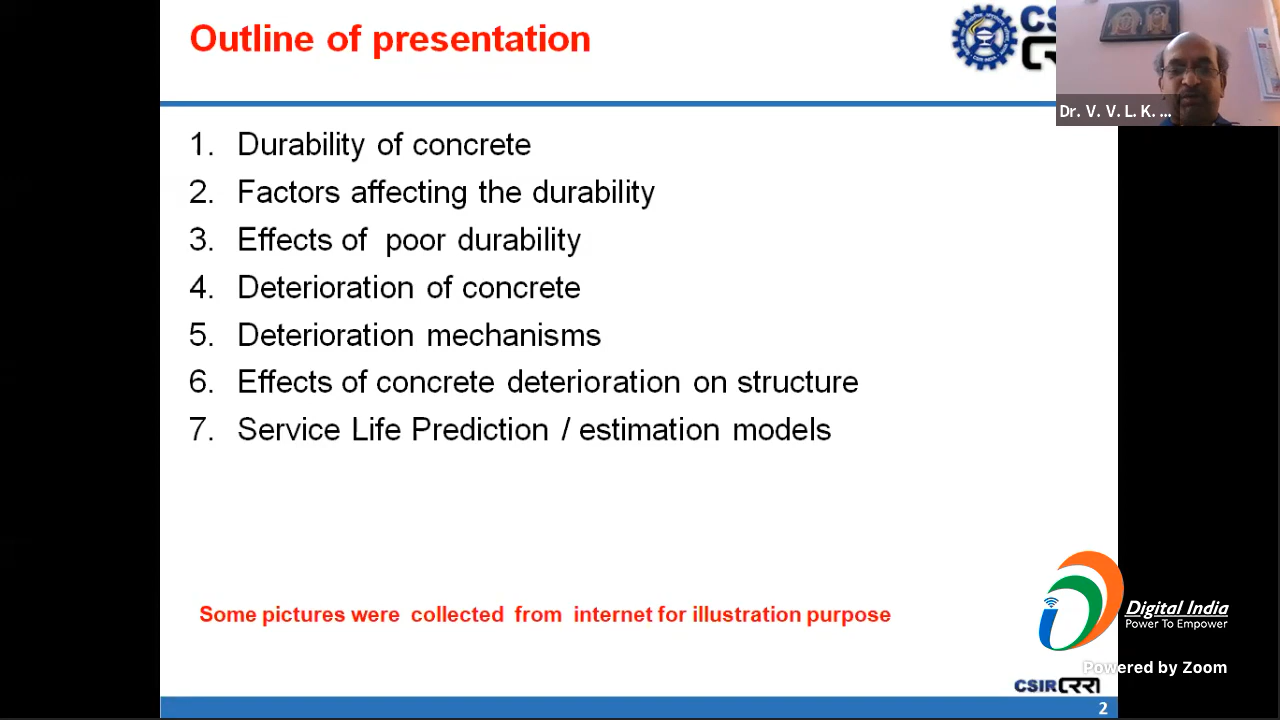 Outline of presentation
Dr. V. V. L. K. ...
1. Durability of concrete
2. Factors affecting the durability
3. Effects of poor durability
4. Deterioration of concrete
5. Deterioration mechanisms
6. Effects of concrete deterioration on structure
7. Service Life Prediction / estimation models
Some pictures were collected from internet for illustration purpose
Digital India
Power To Empower
Powered by Zoom
CSIR CRRI
2